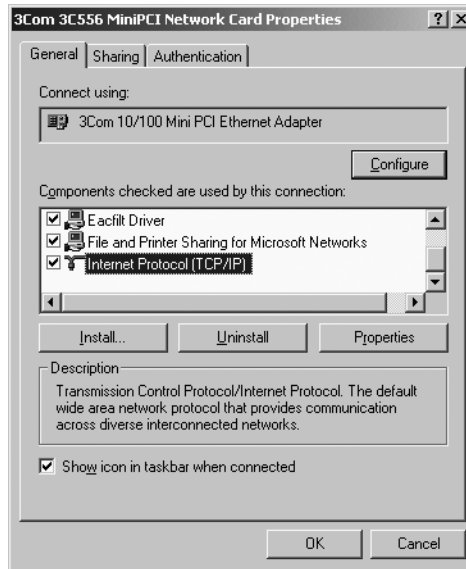 3Com 3C556 MiniPCI Network Card Properties
General Sharing Authentication
Connect using:
3Com 10/100 Mini PCI Ethernet Adapter
Configure
Components checked are used by this connection:
Eacfilt Driver
File and Printer Sharing for Microsoft Networks
Internet Protocol (TCP/IP)
Install... Uninstall Properties
Description
Transmission Control Protocol/Internet Protocol. The default
wide area network protocol that provides communication
across diverse interconnected networks.
Show icon in taskbar when connected
OK Cancel